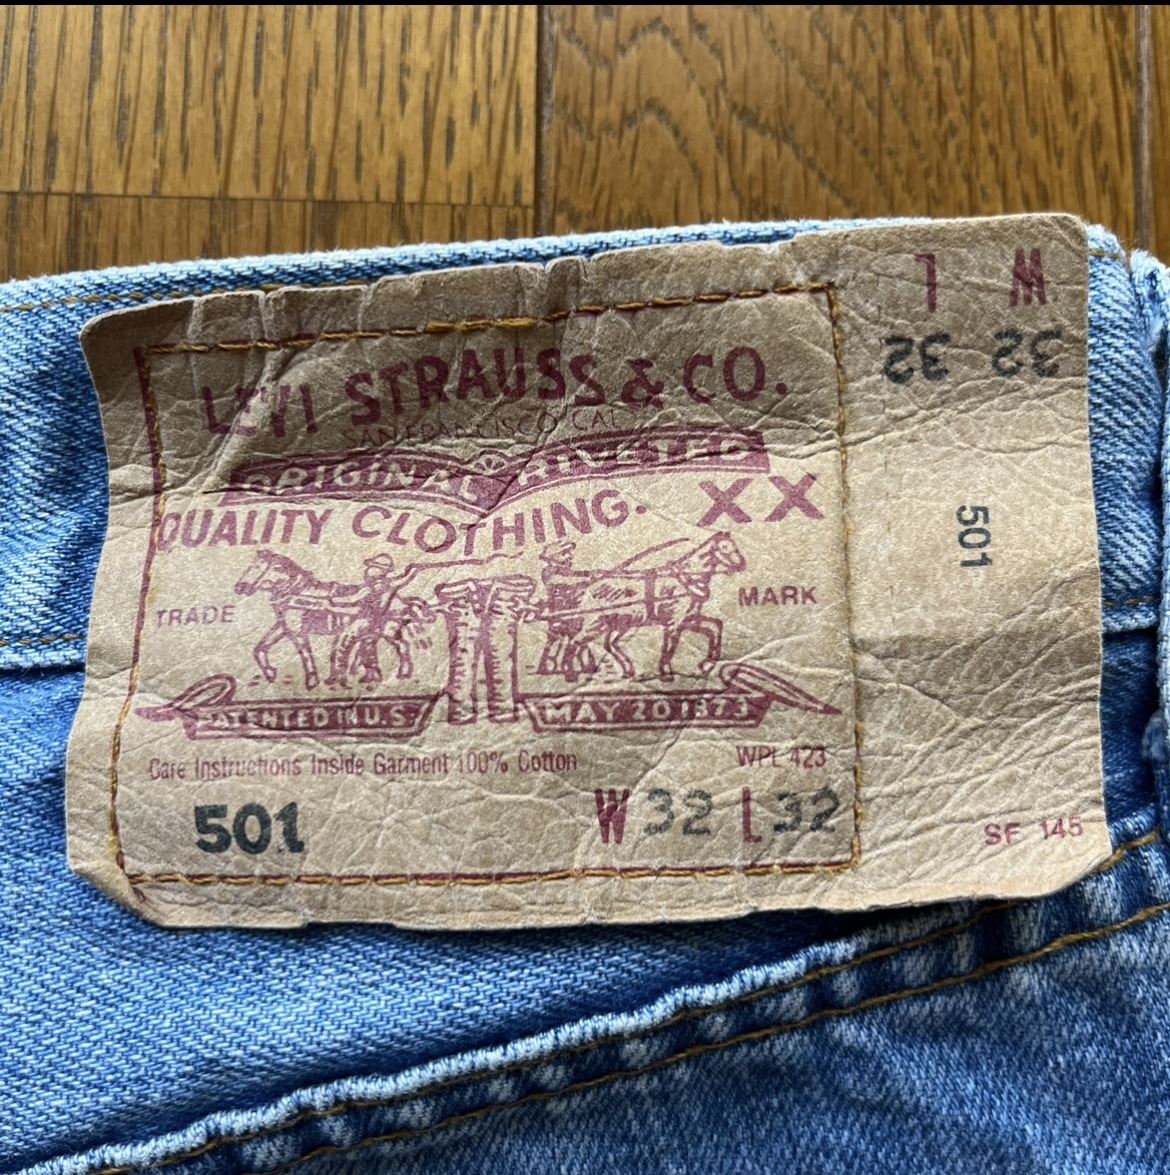 LEVI STRAUSS & CO.
SAN FRANCISCO CAL
ORIGINAL RIVETED
QUALITY CLOTHING. XX
TRADE MARK
PATENTED IN U.S. MAY 20 1873
Care Instructions Inside Garment 100% Cotton WPL 423
501 W 32 L 32
W L
32 32
501
SF 145